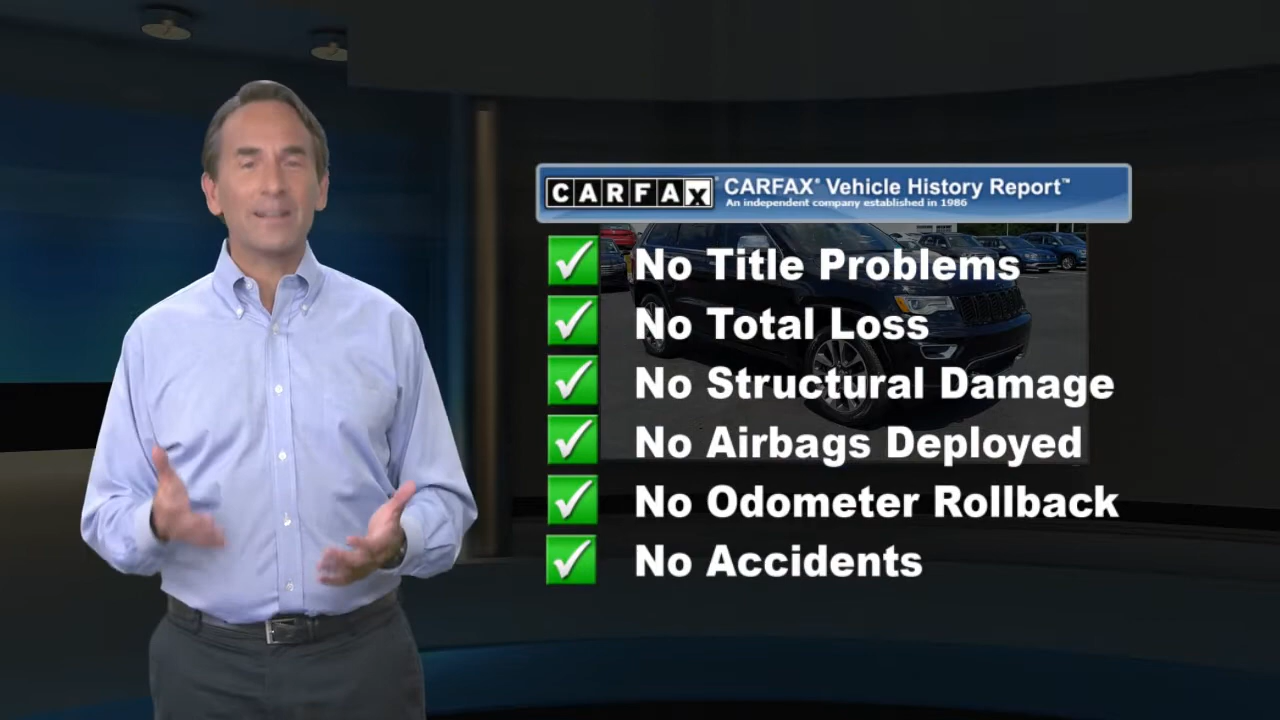 CARFAX
CARFAX® Vehicle History Report™
An independent company established in 1986
No Title Problems
No Total Loss
No Structural Damage
No Airbags Deployed
No Odometer Rollback
No Accidents